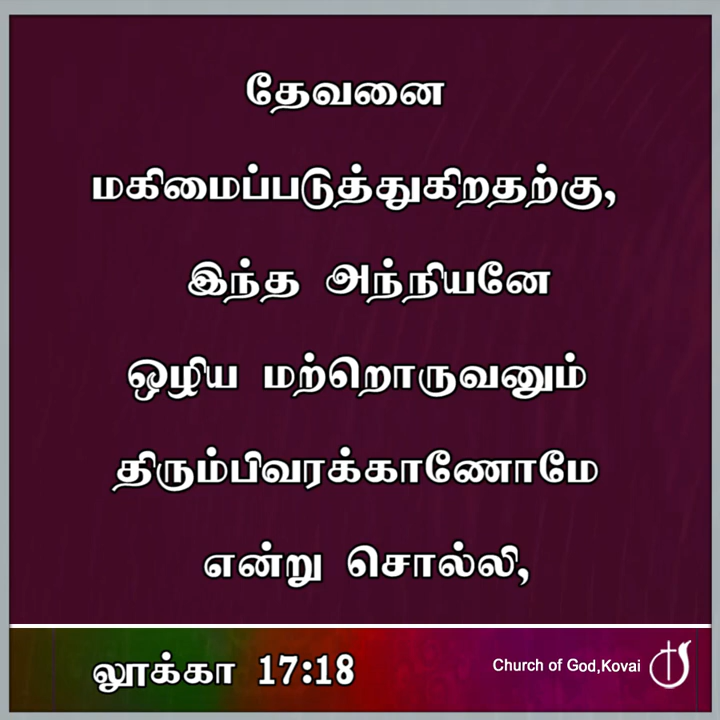 தேவனை
மகிமைப்படுத்துகிறதற்கு,
இந்த அந்நியனே
ஒழிய மற்றொருவனும்
திரும்பிவரக்காணோமே
என்று சொல்லி,
லூக்கா 17:18
Church of God,Kovai